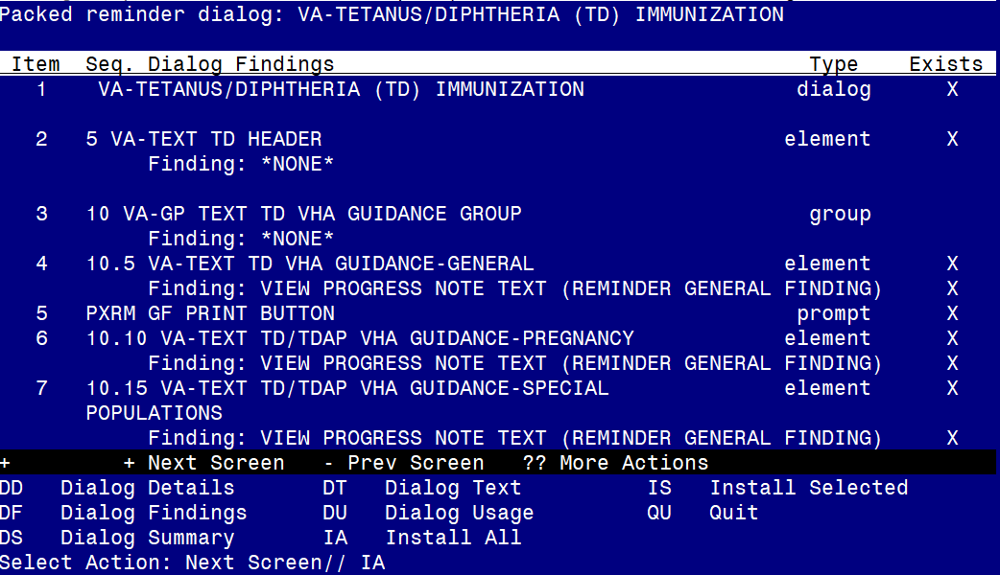 Packed reminder dialog: VA-TETANUS/DIPHTHERIA (TD) IMMUNIZATION
Item  Seq. Dialog Findings                                      Type    Exists
1    VA-TETANUS/DIPHTHERIA (TD) IMMUNIZATION                 dialog      X
2   5 VA-TEXT TD HEADER                                     element      X
Finding: *NONE*
3   10 VA-GP TEXT TD VHA GUIDANCE GROUP                       group
Finding: *NONE*
4   10.5 VA-TEXT TD VHA GUIDANCE-GENERAL                    element      X
Finding: VIEW PROGRESS NOTE TEXT (REMINDER GENERAL FINDING)     X
5   PXRM GF PRINT BUTTON                                     prompt      X
6   10.10 VA-TEXT TD/TDAP VHA GUIDANCE-PREGNANCY            element      X
Finding: VIEW PROGRESS NOTE TEXT (REMINDER GENERAL FINDING)     X
7   10.15 VA-TEXT TD/TDAP VHA GUIDANCE-SPECIAL              element      X
POPULATIONS
Finding: VIEW PROGRESS NOTE TEXT (REMINDER GENERAL FINDING)     X
+         + Next Screen   - Prev Screen   ?? More Actions
DD   Dialog Details       DT   Dialog Text          IS   Install Selected
DF   Dialog Findings      DU   Dialog Usage         QU   Quit
DS   Dialog Summary       IA   Install All
Select Action: Next Screen// IA